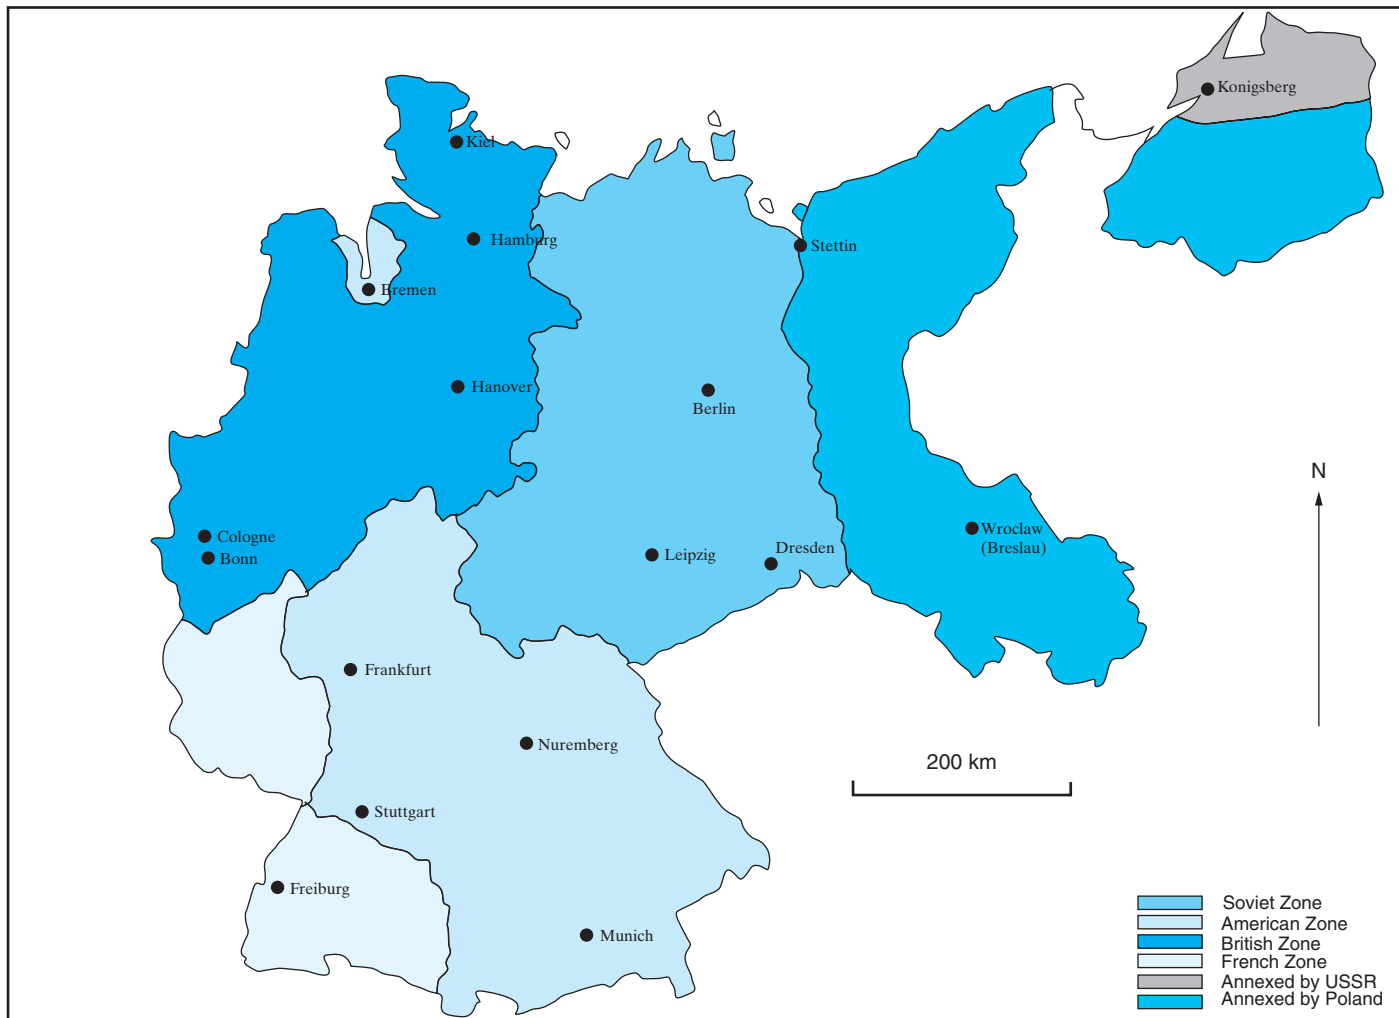 Konigsberg
Kiel
Hamburg
Stettin
Bremen
Hanover
Berlin
N
Cologne
Bonn
Leipzig
Dresden
Wroclaw
(Breslau)
Frankfurt
Nuremberg
200 km
Stuttgart
Freiburg
Munich
Soviet Zone
American Zone
British Zone
French Zone
Annexed by USSR
Annexed by Poland